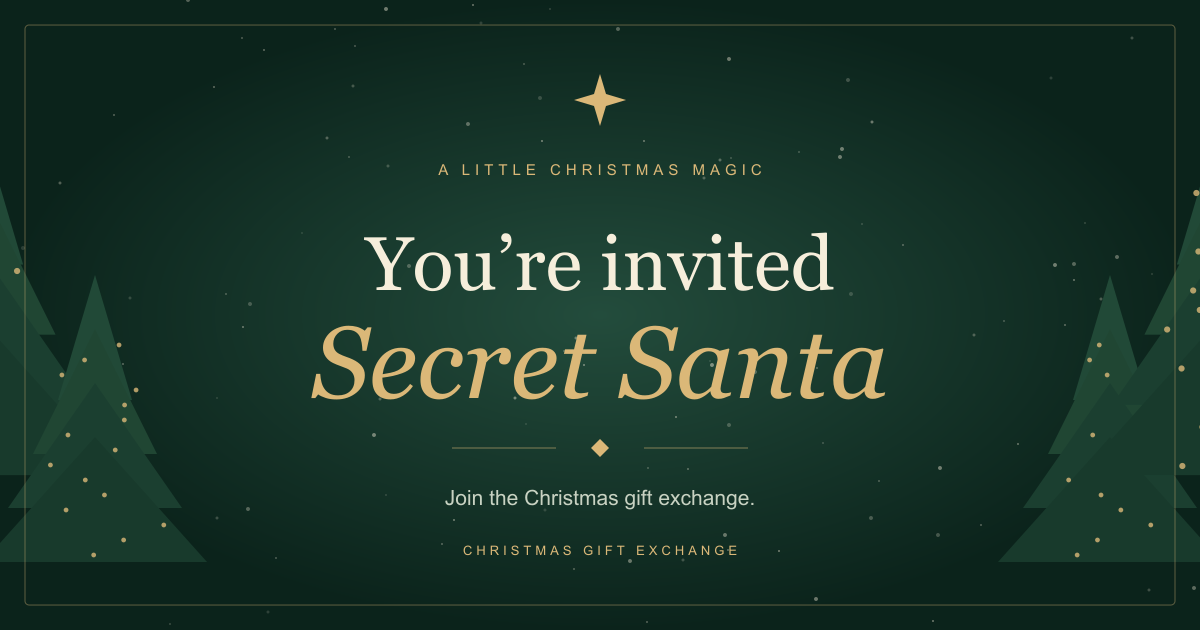 A LITTLE CHRISTMAS MAGIC
You’re invited
Secret Santa
Join the Christmas gift exchange.
CHRISTMAS GIFT EXCHANGE